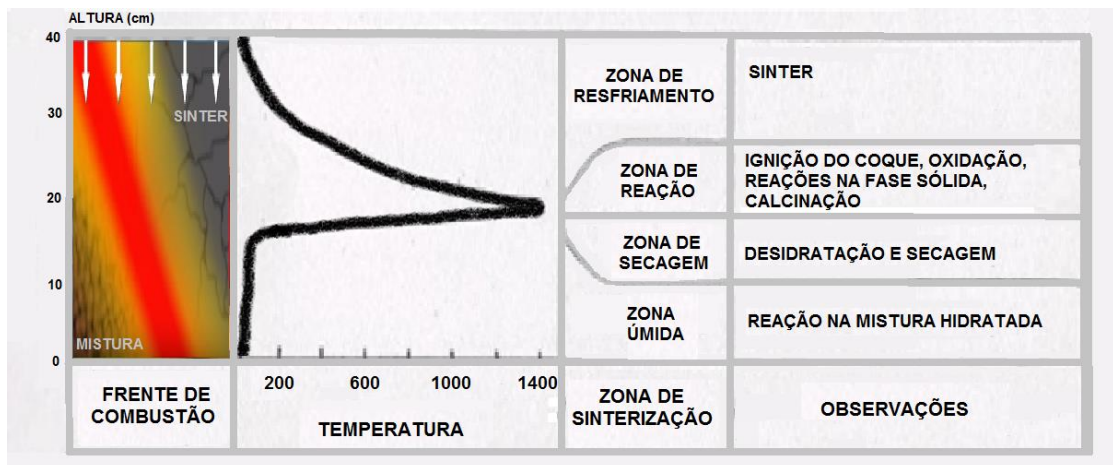 ALTURA (cm)
40
30
20
10
0
SINTER
MISTURA
ZONA DE
RESFRIAMENTO
SINTER
ZONA DE
REAÇÃO
IGNIÇÃO DO COQUE, OXIDAÇÃO,
REAÇÕES NA FASE SÓLIDA,
CALCINAÇÃO
ZONA DE
SECAGEM
DESIDRATAÇÃO E SECAGEM
ZONA
ÚMIDA
REAÇÃO NA MISTURA HIDRATADA
FRENTE DE
COMBUSTÃO
200 600 1000 1400
TEMPERATURA
ZONA DE
SINTERIZAÇÃO
OBSERVAÇÕES